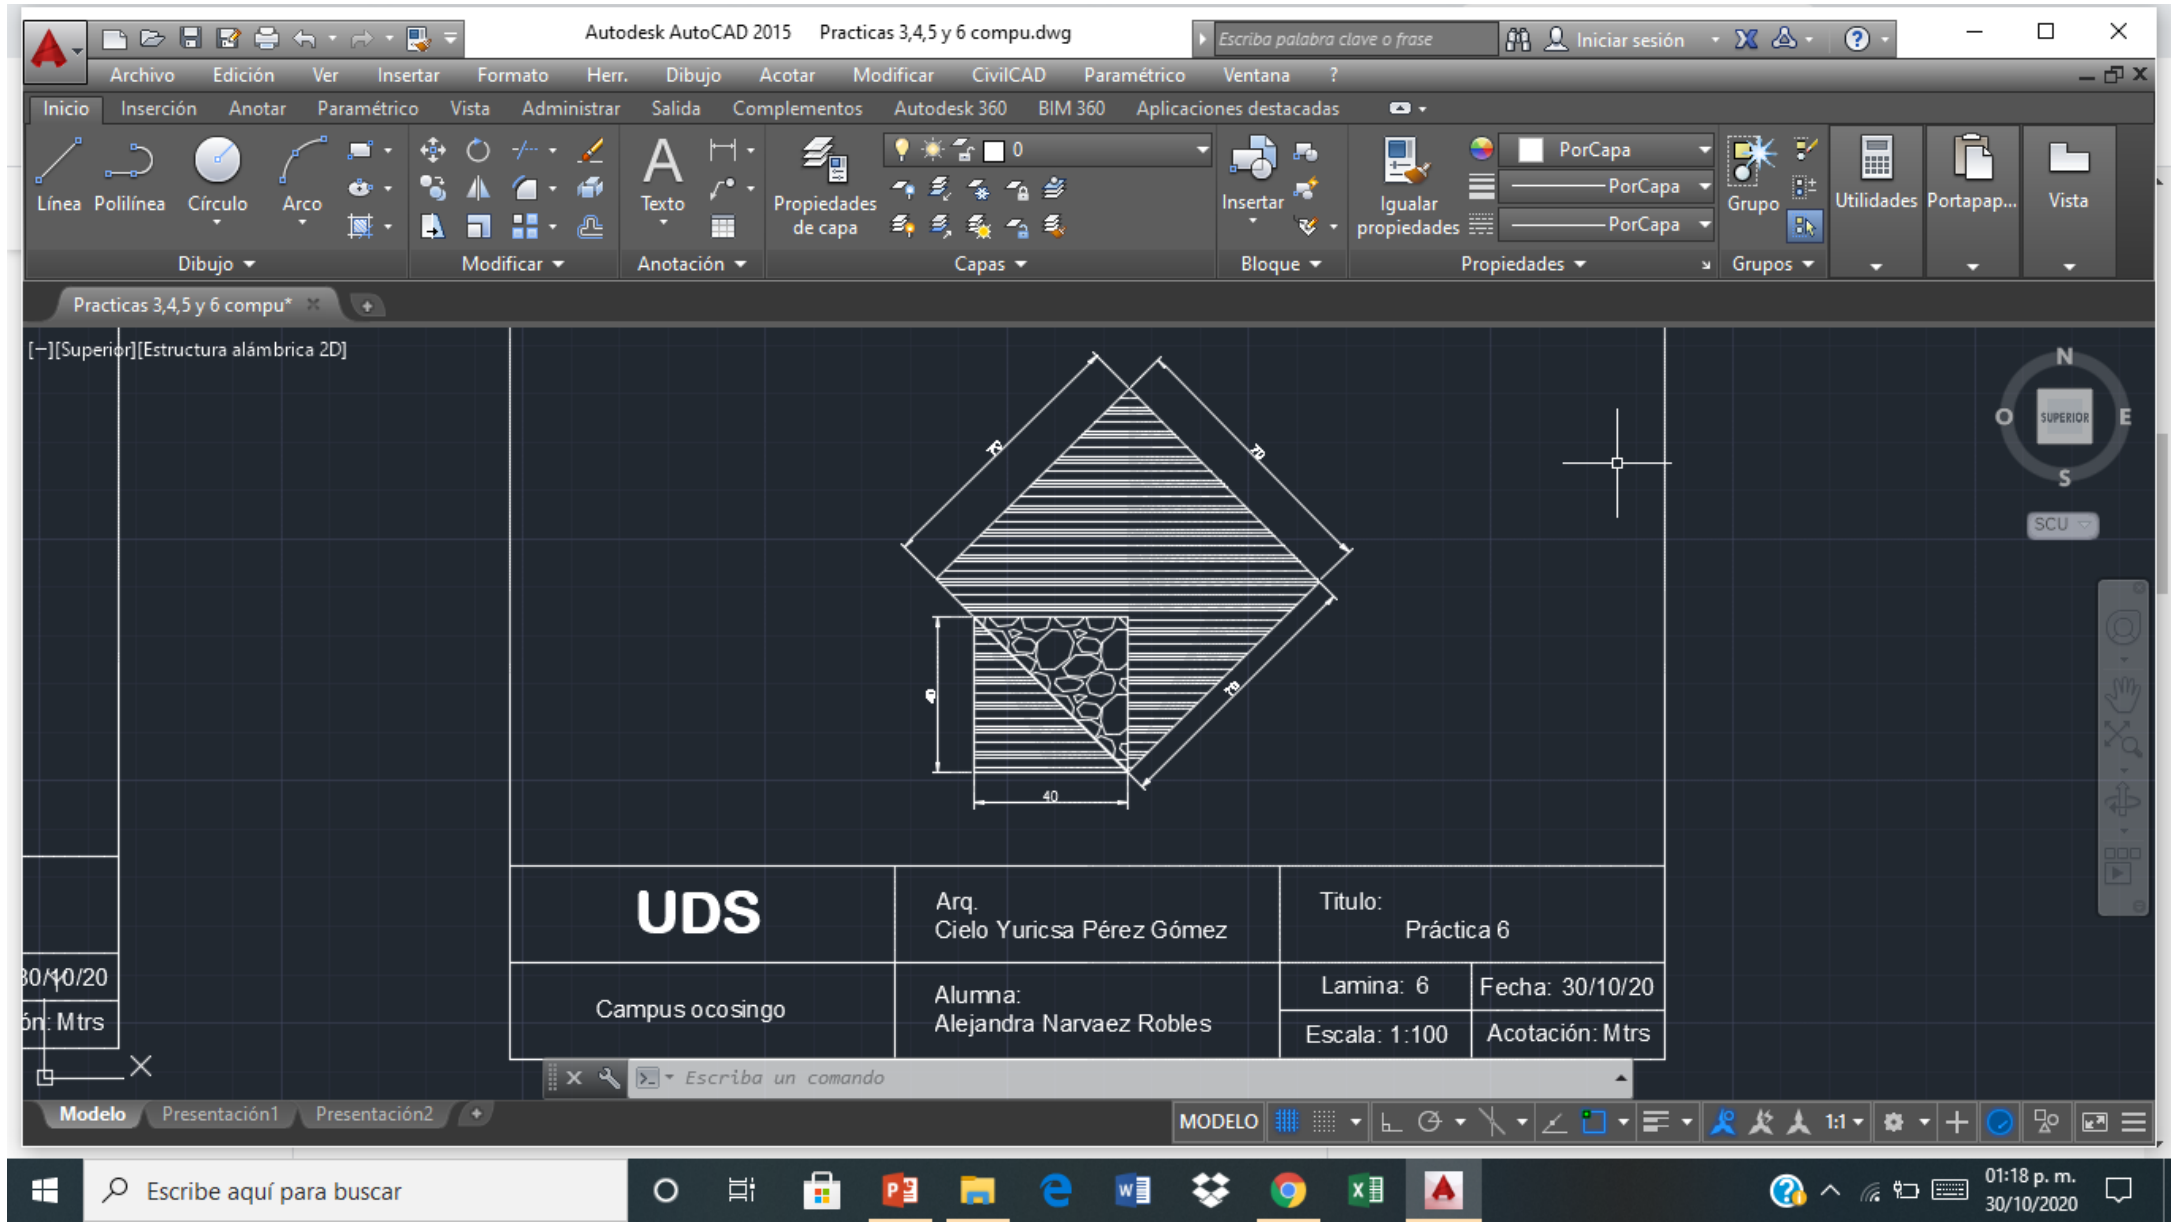 Autodesk AutoCAD 2015 Practicas 3,4,5 y 6 compu.dwg
Escriba palabra clave o frase
Iniciar sesión
Archivo Edición Ver Insertar Formato Herr. Dibujo Acotar Modificar CivilCAD Paramétrico Ventana ?
Inicio Inserción Anotar Paramétrico Vista Administrar Salida Complementos Autodesk 360 BIM 360 Aplicaciones destacadas
0
PorCapa
PorCapa
PorCapa
Línea Polilínea Círculo Arco
Texto
Propiedades de capa
Insertar
Igualar propiedades
Grupo
Utilidades Portapap... Vista
Dibujo Modificar Anotación Capas Bloque Propiedades Grupos
Practicas 3,4,5 y 6 compu*
[−][Superior][Estructura alámbrica 2D]
N
O SUPERIOR E
S
SCU
70
70
70
40
UDS
Arq.
Cielo Yuricsa Pérez Gómez
Titulo:
Práctica 6
Campus ocosingo
Alumna:
Alejandra Narvaez Robles
Lamina: 6
Fecha: 30/10/20
Escala: 1:100
Acotación: Mtrs
30/10/20
ón: Mtrs
Y
X
Escriba un comando
Modelo Presentación1 Presentación2
MODELO
1:1
Escribe aquí para buscar
01:18 p. m.
30/10/2020